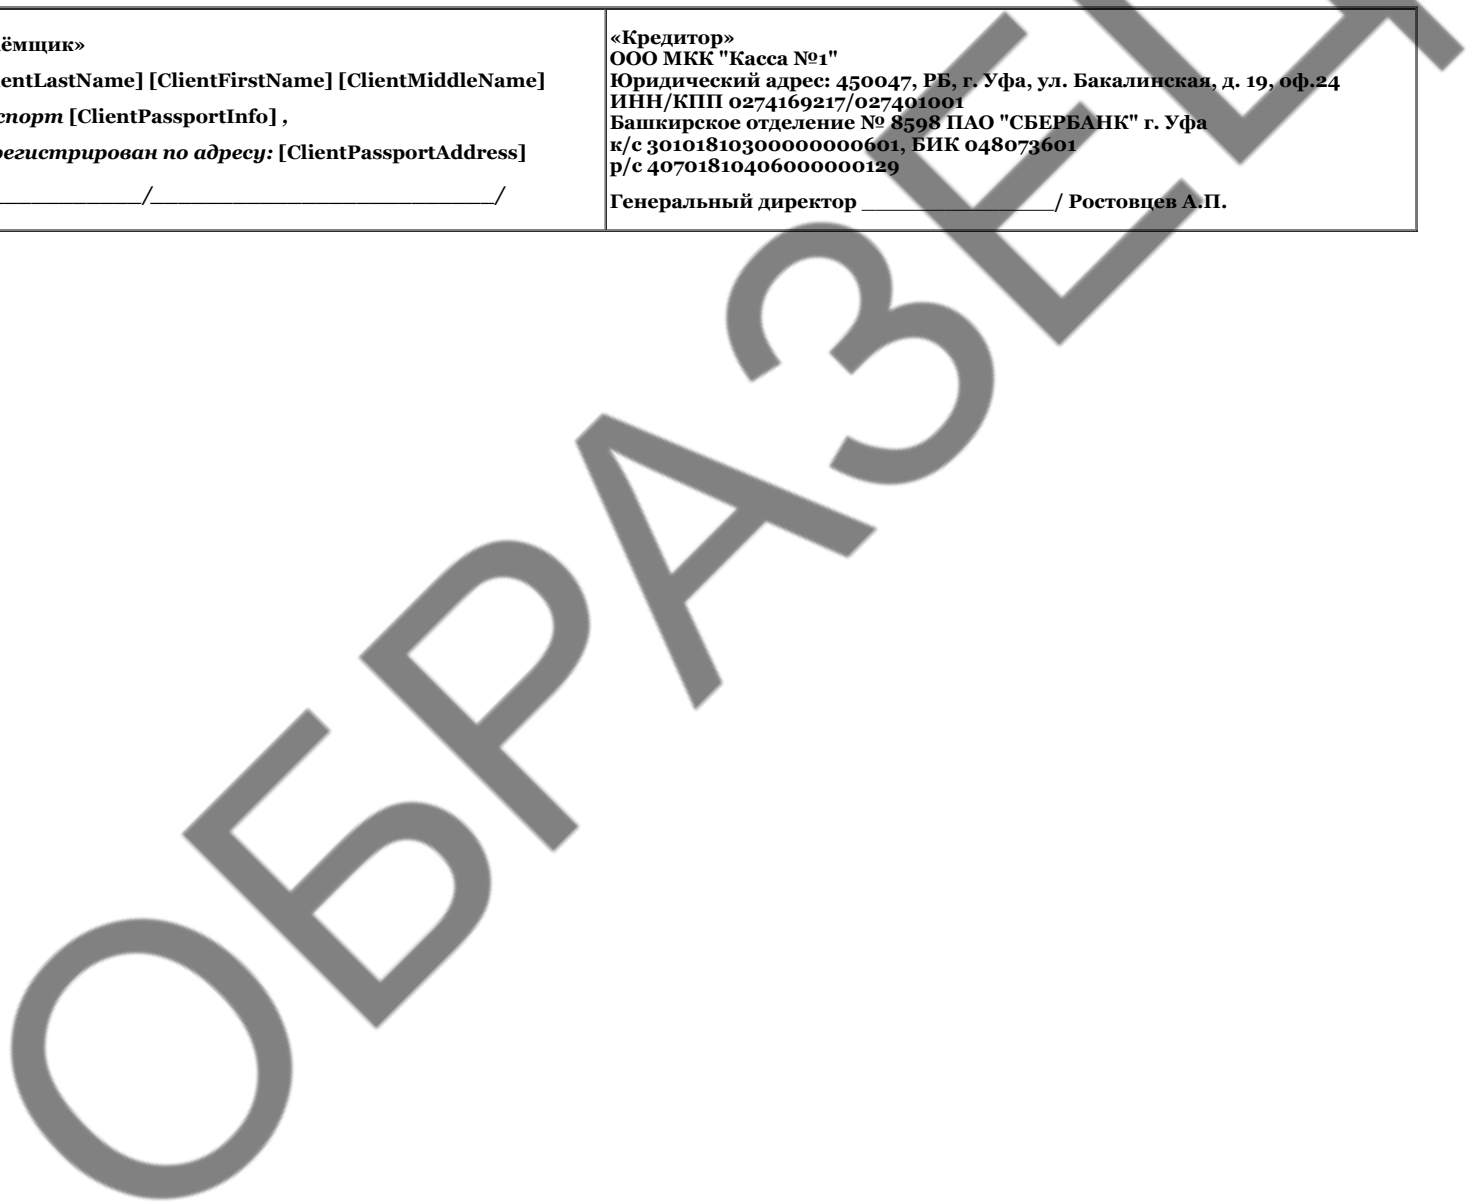 ёмщик»
entLastName] [ClientFirstName] [ClientMiddleName]
спорт [ClientPassportInfo] ,
регистрирован по адресу: [ClientPassportAddress]
___________/_________________________/
«Кредитор»
ООО МКК "Касса №1"
Юридический адрес: 450047, РБ, г. Уфа, ул. Бакалинская, д. 19, оф.24
ИНН/КПП 0274169217/027401001
Башкирское отделение № 8598 ПАО "СБЕРБАНК" г. Уфа
к/с 30101810300000000601, БИК 048073601
р/с 40701810406000000129
Генеральный директор ______________/ Ростовцев А.П.
ОБРАЗЕЦ